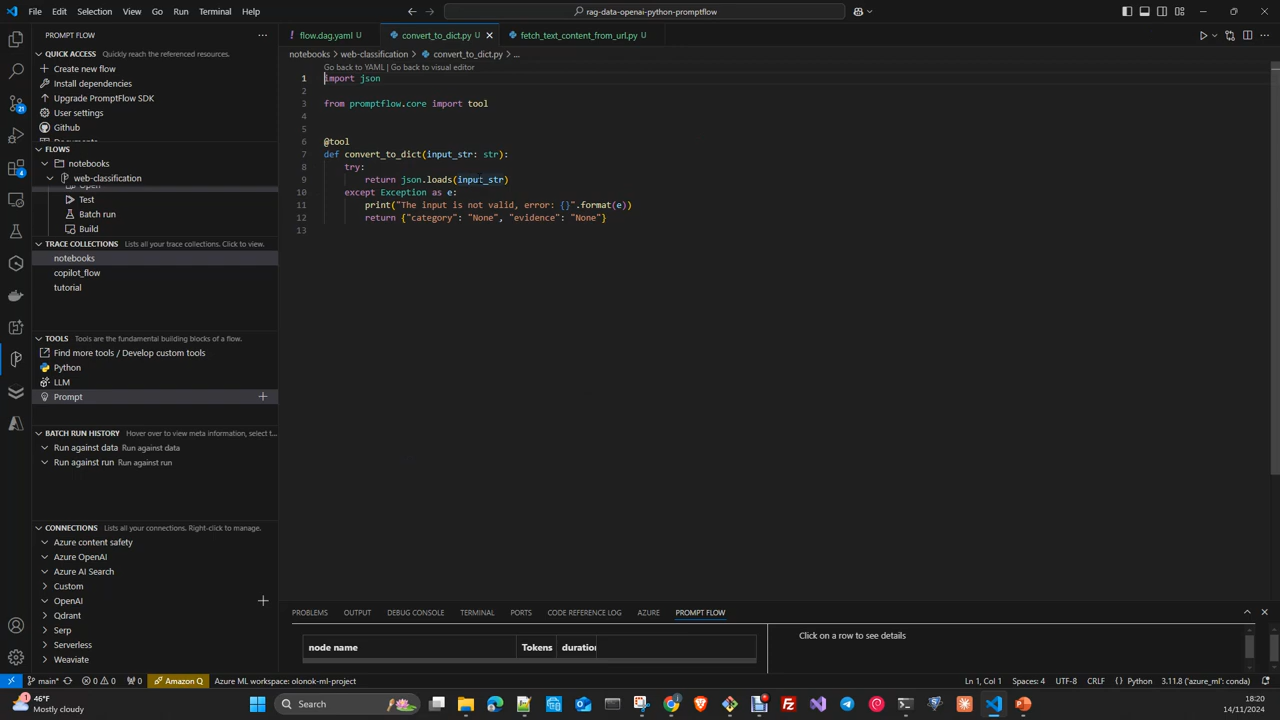 File Edit Selection View Go Run Terminal Help
rag-data-openai-python-promptflow
PROMPT FLOW
QUICK ACCESS Quickly reach the referenced resources.
Create new flow
Install dependencies
Upgrade PromptFlow SDK
User settings
Github
FLOWS
notebooks
web-classification
Open
Test
Batch run
Build
TRACE COLLECTIONS Lists all your trace collections. Click to view.
notebooks
copilot_flow
tutorial
TOOLS Tools are the fundamental building blocks of a flow.
Find more tools / Develop custom tools
Python
LLM
Prompt
BATCH RUN HISTORY Hover over to view meta information, select t...
Run against data Run against data
Run against run Run against run
CONNECTIONS Lists all your connections. Right-click to manage.
Azure content safety
Azure OpenAI
Azure AI Search
Custom
OpenAI
Qdrant
Serp
Serverless
Weaviate
21
4
flow.dag.yaml U convert_to_dict.py U fetch_text_content_from_url.py U
notebooks > web-classification > convert_to_dict.py > ...
Go back to YAML | Go back to visual editor
1 import json
2
3 from promptflow.core import tool
4
5
6 @tool
7 def convert_to_dict(input_str: str):
8 try:
9 return json.loads(input_str)
10 except Exception as e:
11 print("The input is not valid, error: {}".format(e))
12 return {"category": "None", "evidence": "None"}
13
PROBLEMS OUTPUT DEBUG CONSOLE TERMINAL PORTS CODE REFERENCE LOG AZURE PROMPT FLOW
node name Tokens duration
Click on a row to see details
main* 0 0 0 Amazon Q Azure ML workspace: olonok-ml-project
Ln 1, Col 1 Spaces: 4 UTF-8 CRLF Python 3.11.8 ('azure_ml': conda)
46°F
Mostly cloudy
Search
18:20
14/11/2024